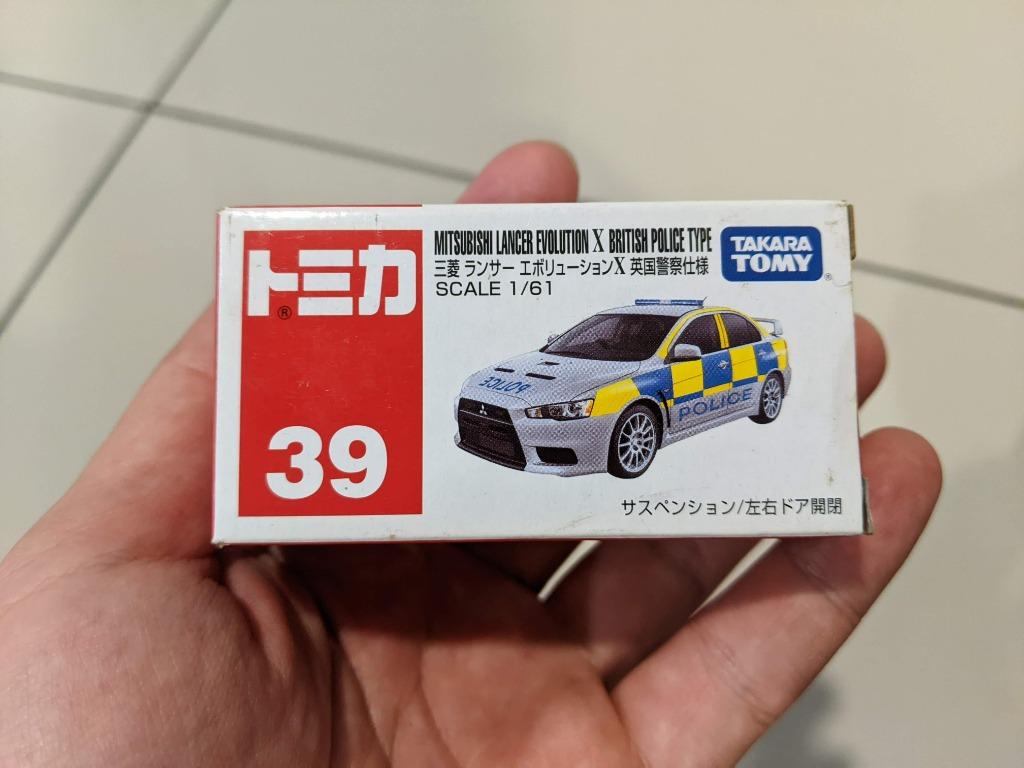 トミカ
®
39
MITSUBISHI LANCER EVOLUTION X BRITISH POLICE TYPE
三菱 ランサー エボリューションX 英国警察仕様
SCALE 1/61
TAKARA
TOMY
®
POLICE
POLICE
サスペンション/左右ドア開閉